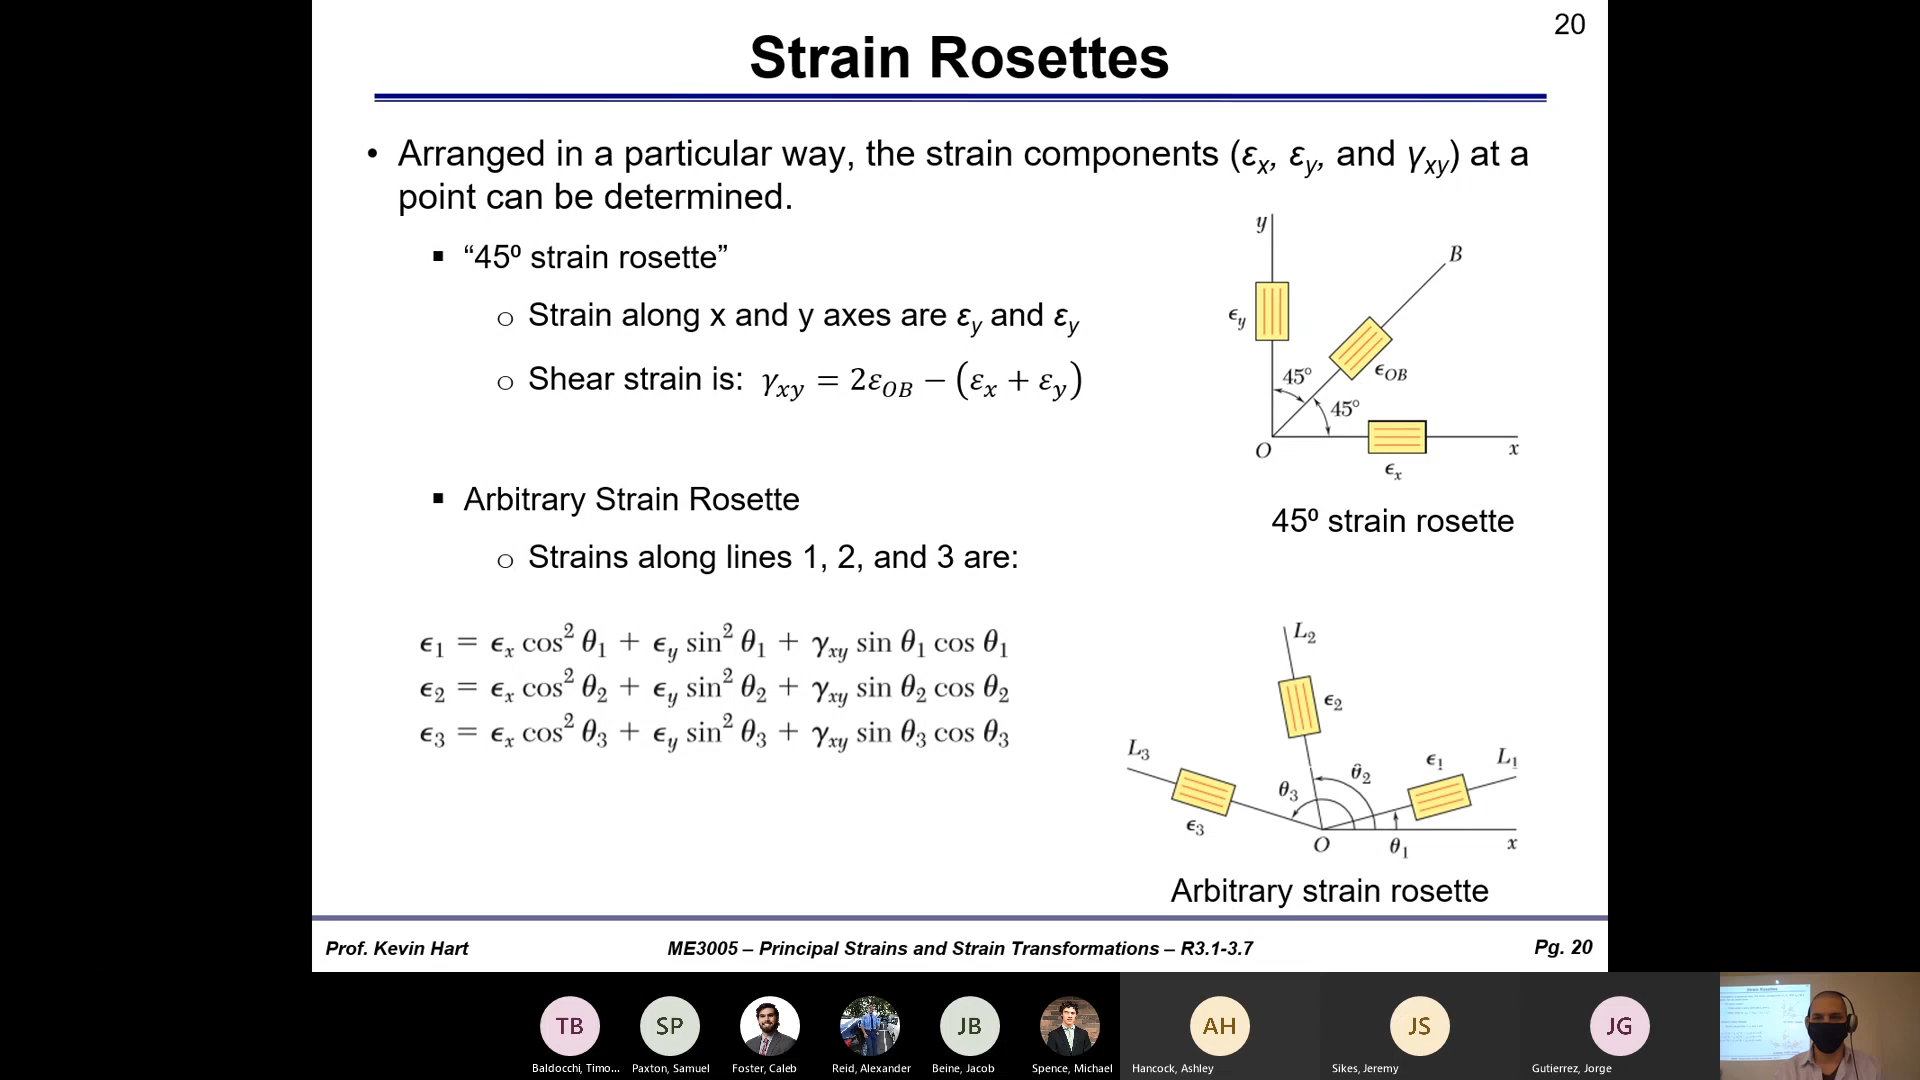 20
Strain Rosettes
• Arranged in a particular way, the strain components (εx, εy, and γxy) at a
point can be determined.
▪ “45⁰ strain rosette”
o Strain along x and y axes are εy and εy
o Shear strain is: γxy = 2εOB − (εx + εy)
y
B
ϵy
45°
ϵOB
45°
O
x
ϵx
45⁰ strain rosette
▪ Arbitrary Strain Rosette
o Strains along lines 1, 2, and 3 are:
ϵ1 = ϵx cos² θ1 + ϵy sin² θ1 + γxy sin θ1 cos θ1
ϵ2 = ϵx cos² θ2 + ϵy sin² θ2 + γxy sin θ2 cos θ2
ϵ3 = ϵx cos² θ3 + ϵy sin² θ3 + γxy sin θ3 cos θ3
L2
ϵ2
L3
ϵ1
L1
θ2
θ3
ϵ3
O
θ1
x
Arbitrary strain rosette
Prof. Kevin Hart
ME3005 – Principal Strains and Strain Transformations – R3.1-3.7
Pg. 20
TB
SP
JB
AH
JS
JG
Baldocchi, Timo...
Paxton, Samuel
Foster, Caleb
Reid, Alexander
Beine, Jacob
Spence, Michael
Hancock, Ashley
Sikes, Jeremy
Gutierrez, Jorge
Strain Rosettes